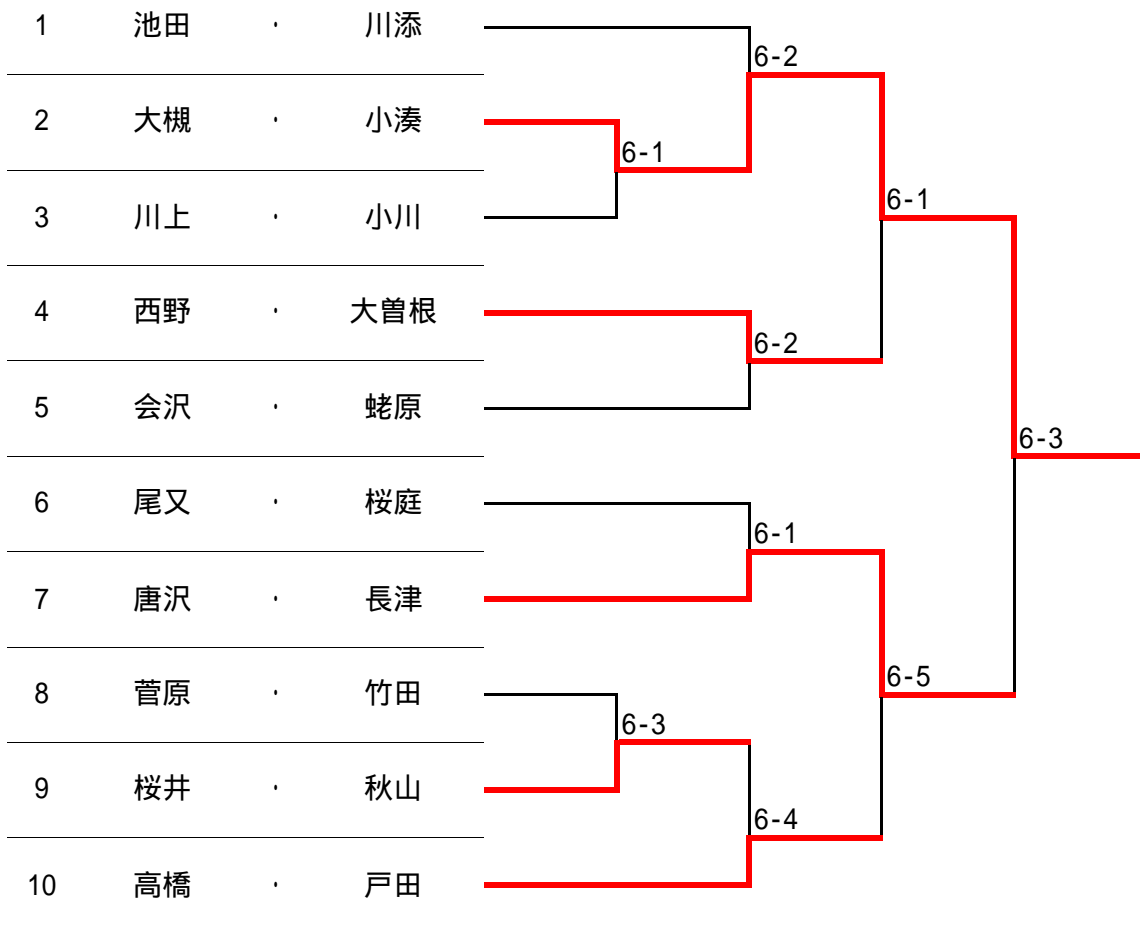 1 池田 ・ 川添
6-2
2 大槻 ・ 小湊
6-1
6-1
3 川上 ・ 小川
4 西野 ・ 大曽根
6-2
5 会沢 ・ 蛯原
6-3
6 尾又 ・ 桜庭
6-1
7 唐沢 ・ 長津
6-5
8 菅原 ・ 竹田
6-3
9 桜井 ・ 秋山
6-4
10 高橋 ・ 戸田